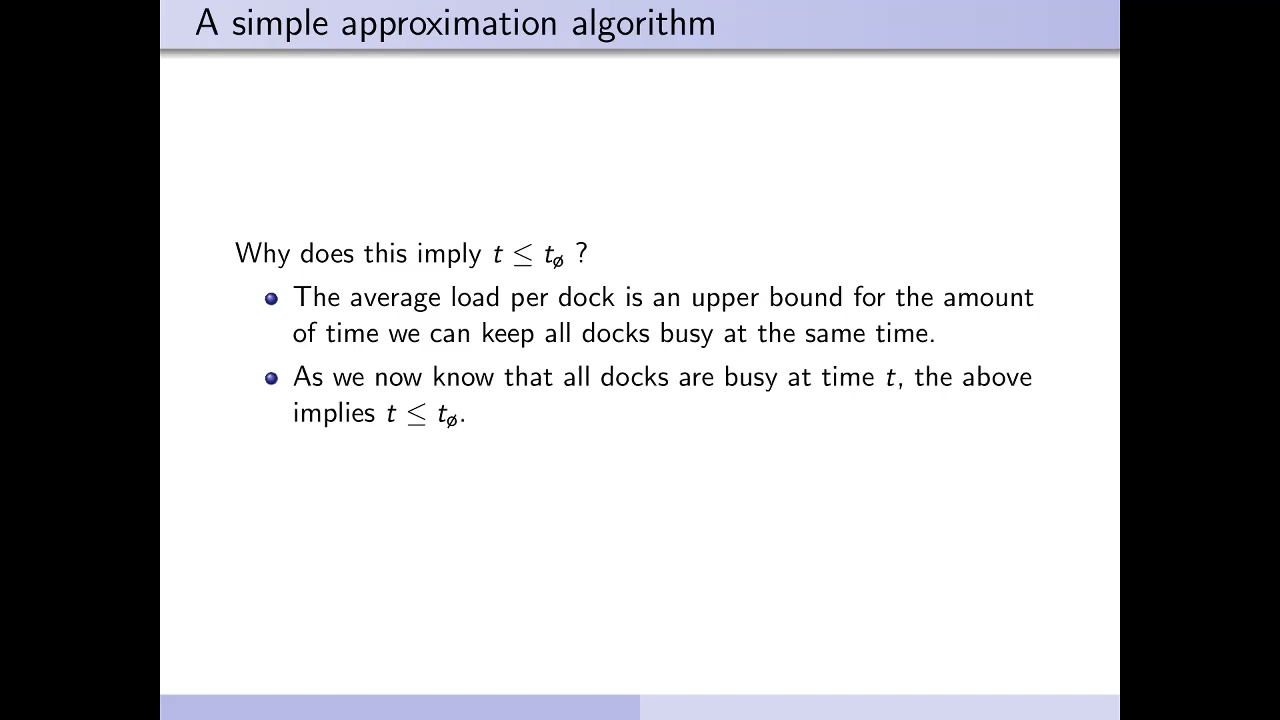 A simple approximation algorithm
Why does this imply t ≤ tø ?
The average load per dock is an upper bound for the amount
of time we can keep all docks busy at the same time.
As we now know that all docks are busy at time t, the above
implies t ≤ tø.